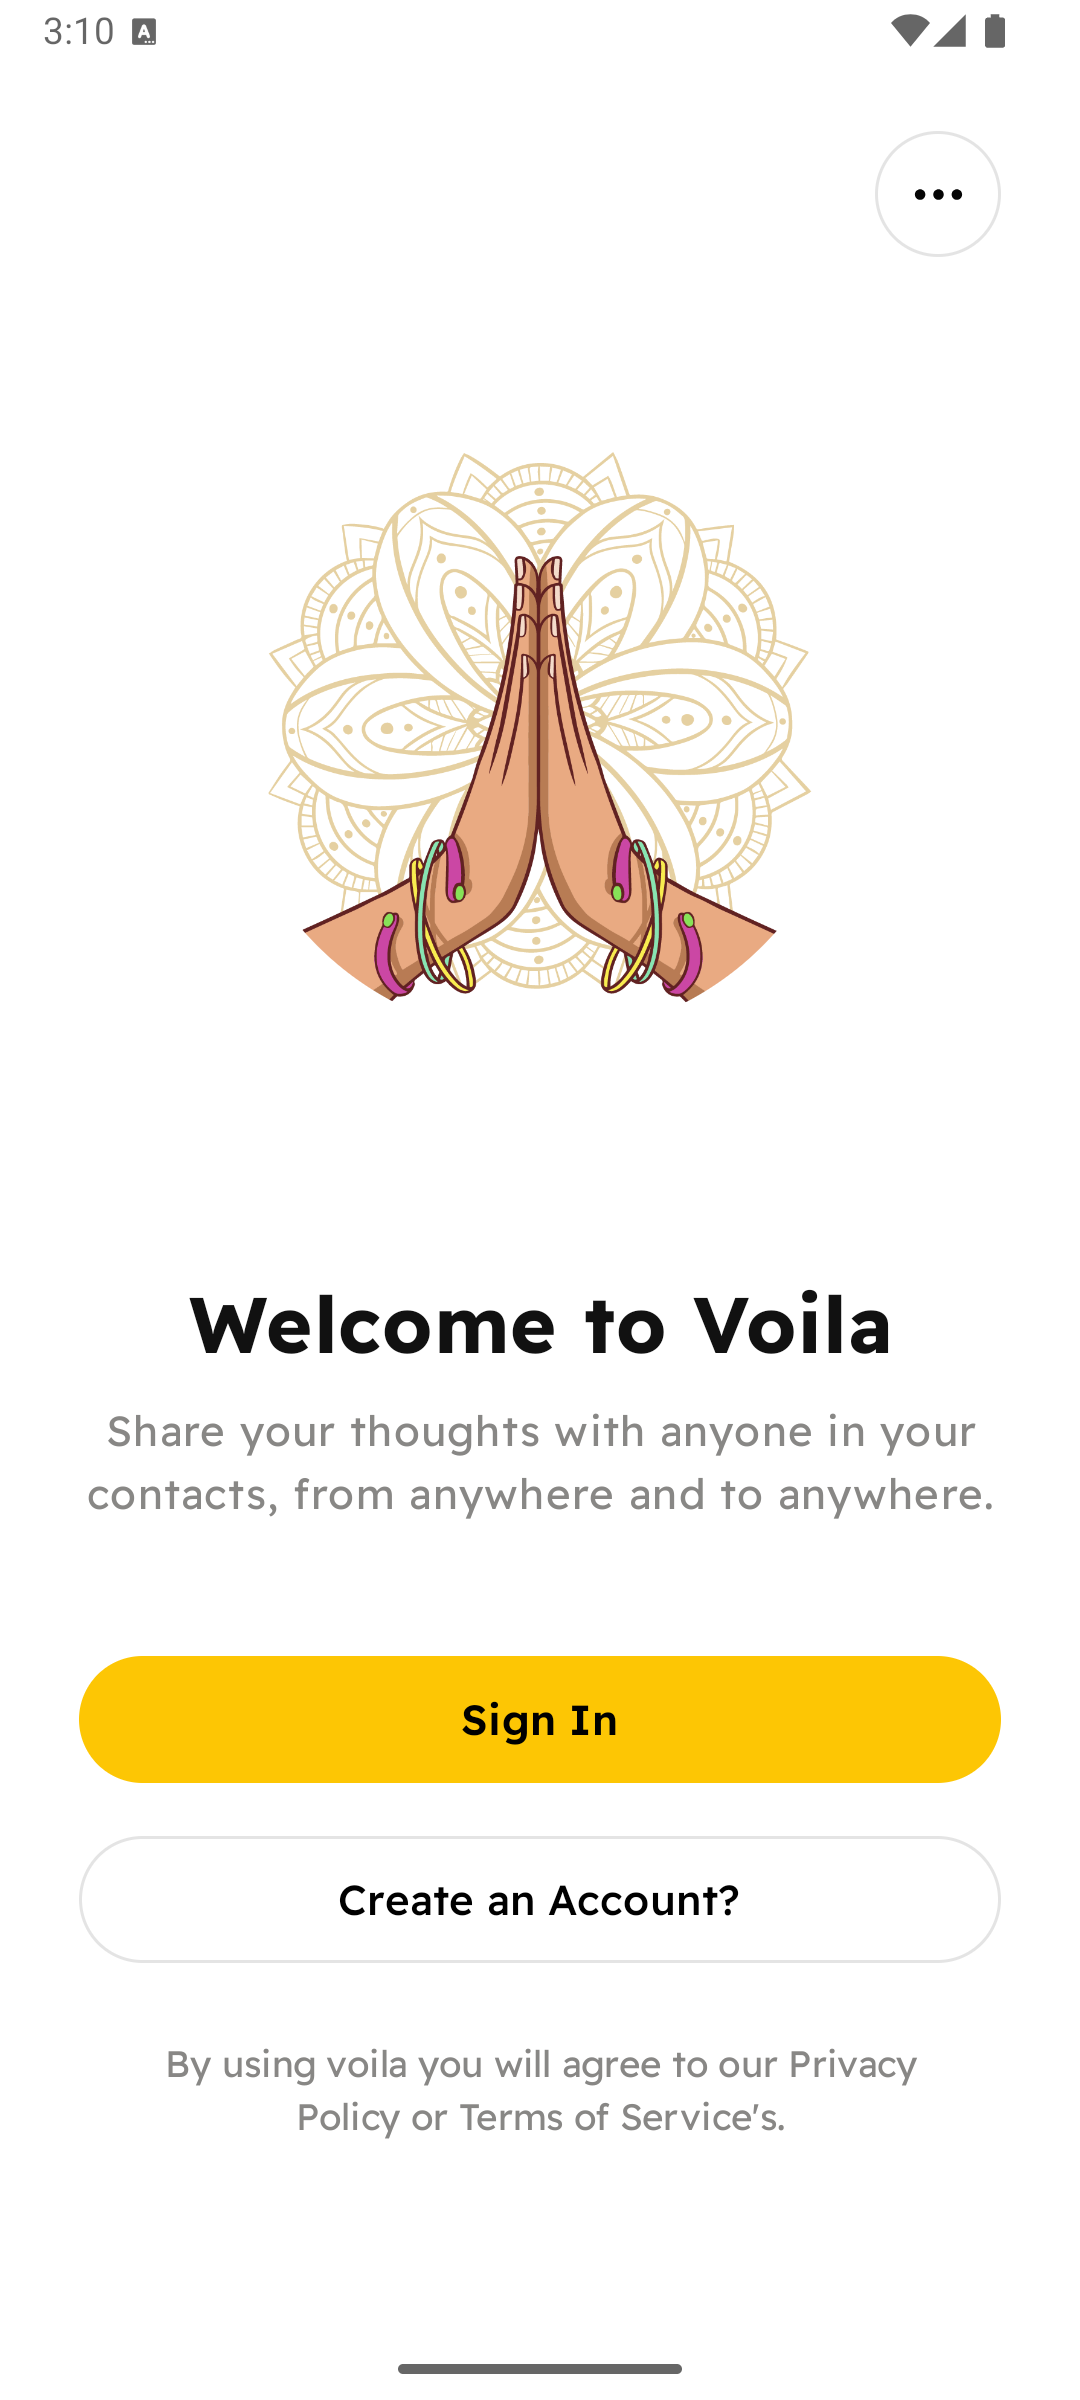 3:10
Welcome to Voila
Share your thoughts with anyone in your
contacts, from anywhere and to anywhere.
Sign In
Create an Account?
By using voila you will agree to our Privacy
Policy or Terms of Service's.